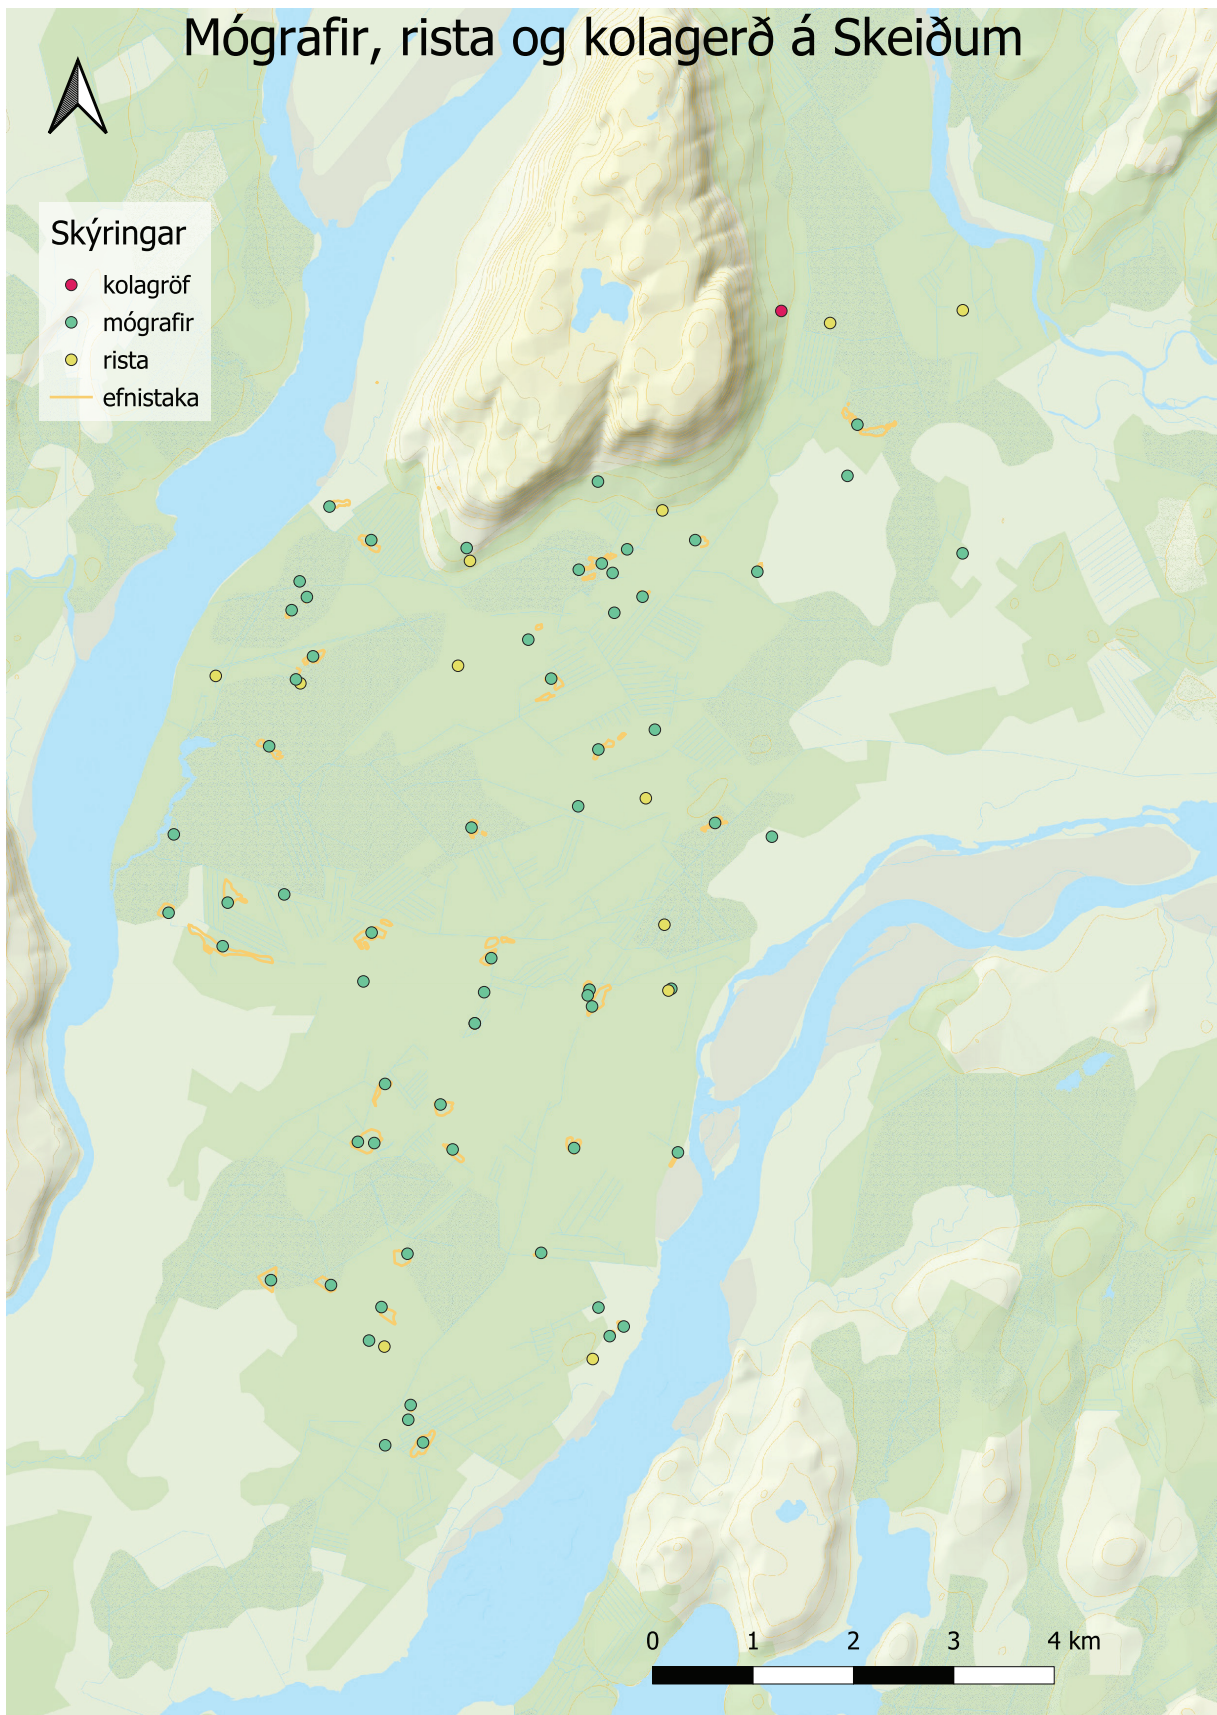 Mógrafir, rista og kolagerð á Skeiðum
Skýringar
kolagröf
mógrafir
rista
efnistaka
0 1 2 3 4 km